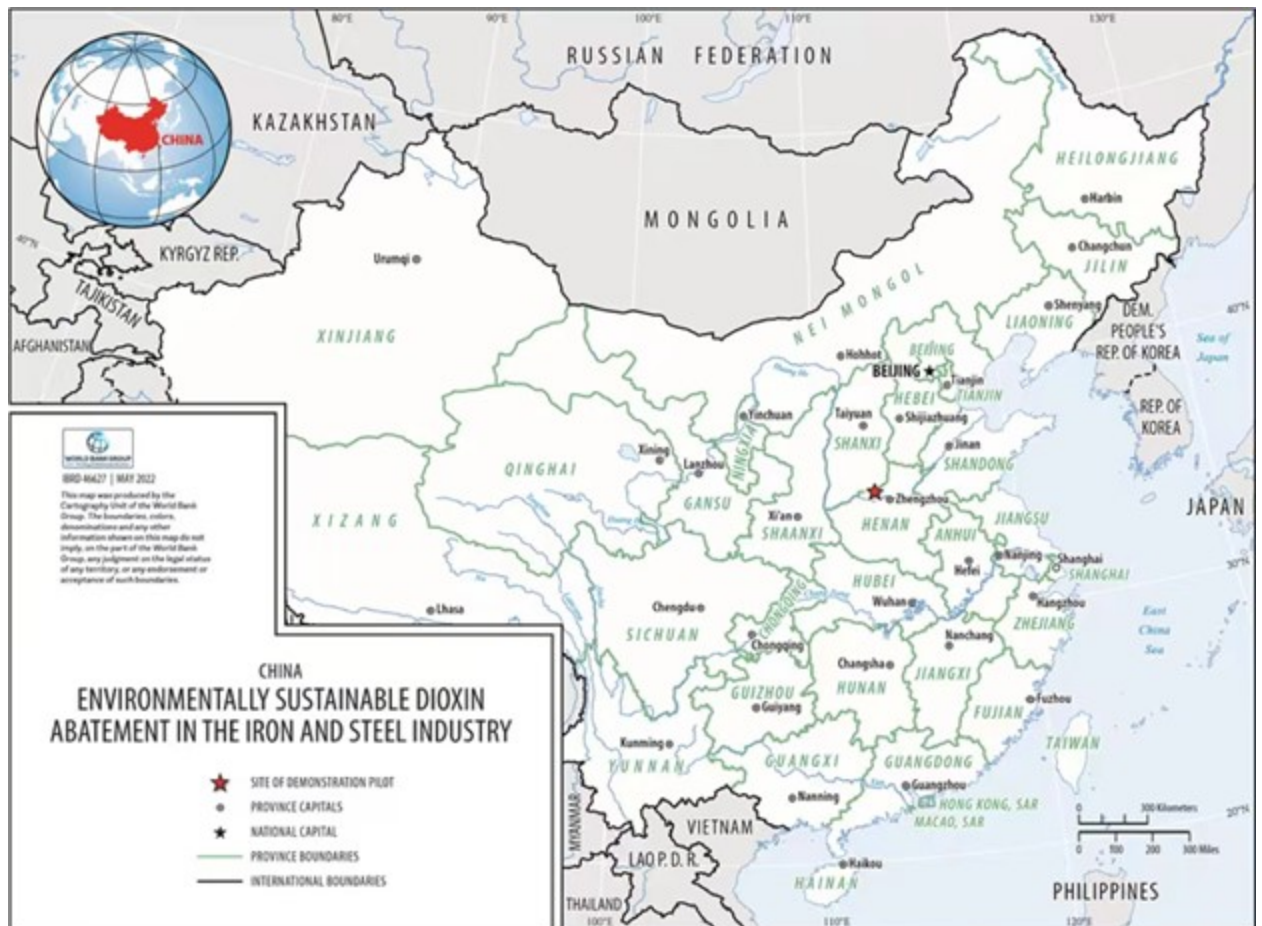 80°E
90°E
100°E
110°E
130°E
RUSSIAN FEDERATION
KAZAKHSTAN
CHINA
HEILONGJIANG
MONGOLIA
Harbin
40°N
KYRGYZ REP.
Urumqi
Changchun
JILIN
TAJIKISTAN
NEI MONGOL
Shenyang
LIAONING
DEM.
PEOPLE'S
REP. OF KOREA
40°N
Sea of
Japan
AFGHANISTAN
XINJIANG
Hohhot
BEIJING
BEIJING
Tianjin
TIANJIN
HEBEI
REP. OF
KOREA
Yinchuan
Taiyuan
Shijiazhuang
SHANXI
Jinan
SHANDONG
NINGXIA
Xining
Lanzhou
QINGHAI
GANSU
Zhengzhou
JAPAN
XIZANG
Xi'an
SHAANXI
HENAN
JIANGSU
ANHUI
Nanjing
Shanghai
SHANGHAI
30°N
Hefei
HUBEI
Wuhan
Hangzhou
ZHEJIANG
East
China
Sea
Lhasa
Chengdu
SICHUAN
CHONGQING
Chongqing
Nanchang
Changsha
HUNAN
JIANGXI
GUIZHOU
Guiyang
FUJIAN
Fuzhou
Kunming
YUNNAN
GUANGXI
GUANGDONG
TAIWAN
Guangzhou
Nanning
HONG KONG, SAR
MACAO, SAR
0 300 Kilometers
0 100 200 300 Miles
20°N
MYANMAR
VIETNAM
LAO P.D.R.
Haikou
HAINAN
THAILAND
PHILIPPINES
100°E
110°E
120°E
WORLD BANK GROUP
IBRD 46627 | MAY 2022
This map was produced by the
Cartography Unit of the World Bank
Group. The boundaries, colors,
denominations and any other
information shown on this map do not
imply, on the part of the World Bank
Group, any judgment on the legal status
of any territory, or any endorsement or
acceptance of such boundaries.
CHINA
ENVIRONMENTALLY SUSTAINABLE DIOXIN
ABATEMENT IN THE IRON AND STEEL INDUSTRY
SITE OF DEMONSTRATION PILOT
PROVINCE CAPITALS
NATIONAL CAPITAL
PROVINCE BOUNDARIES
INTERNATIONAL BOUNDARIES